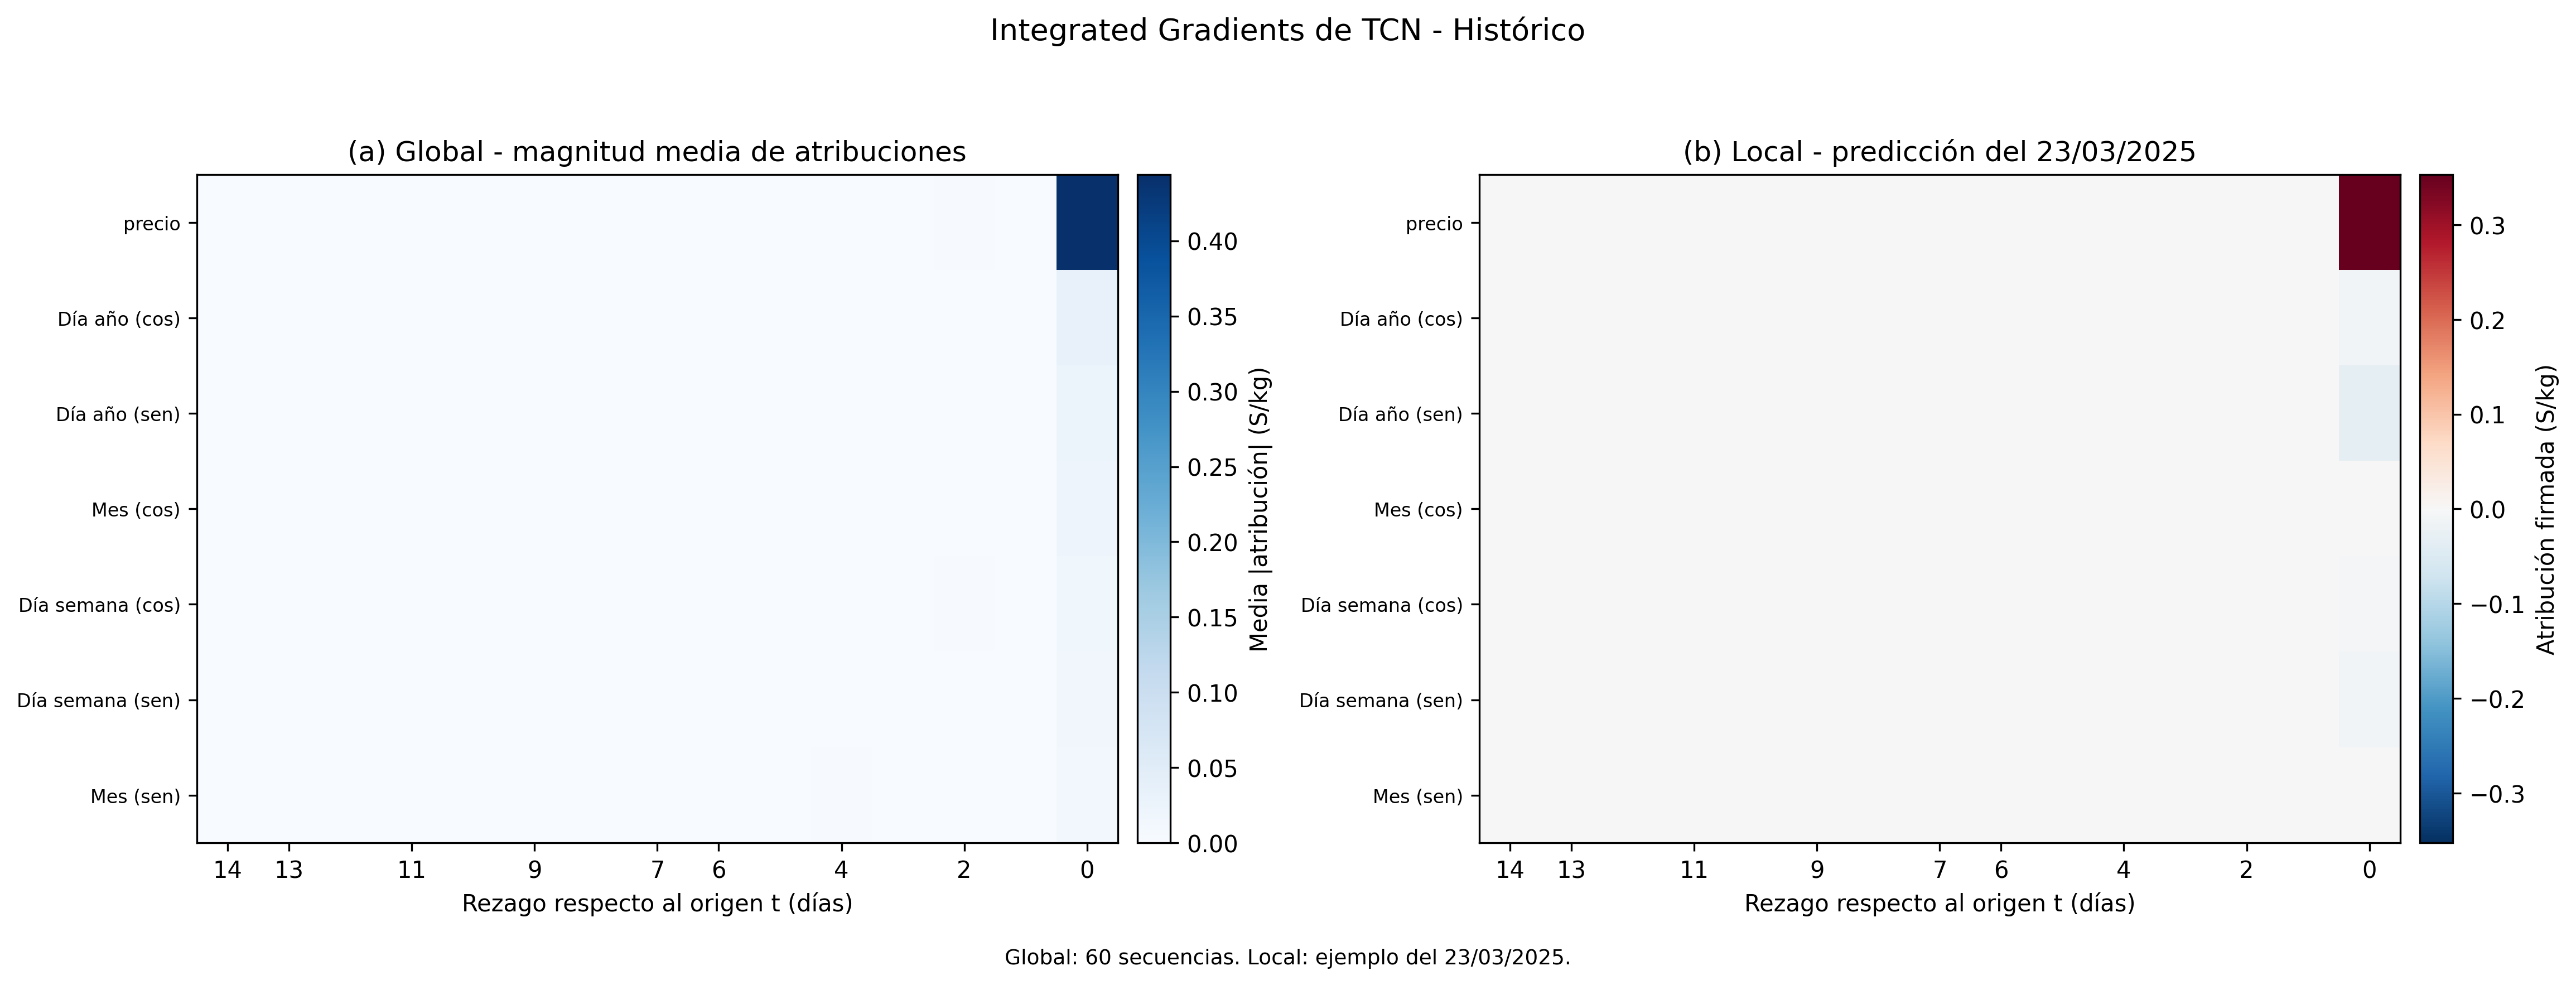 Integrated Gradients de TCN - Histórico
(a) Global - magnitud media de atribuciones
precio
Día año (cos)
Día año (sen)
Mes (cos)
Día semana (cos)
Día semana (sen)
Mes (sen)
14 13 11 9 7 6 4 2 0
Rezago respecto al origen t (días)
0.40
0.35
0.30
0.25
0.20
0.15
0.10
0.05
0.00
Media |atribución| (S/kg)
(b) Local - predicción del 23/03/2025
precio
Día año (cos)
Día año (sen)
Mes (cos)
Día semana (cos)
Día semana (sen)
Mes (sen)
14 13 11 9 7 6 4 2 0
Rezago respecto al origen t (días)
0.3
0.2
0.1
0.0
−0.1
−0.2
−0.3
Atribución firmada (S/kg)
Global: 60 secuencias. Local: ejemplo del 23/03/2025.